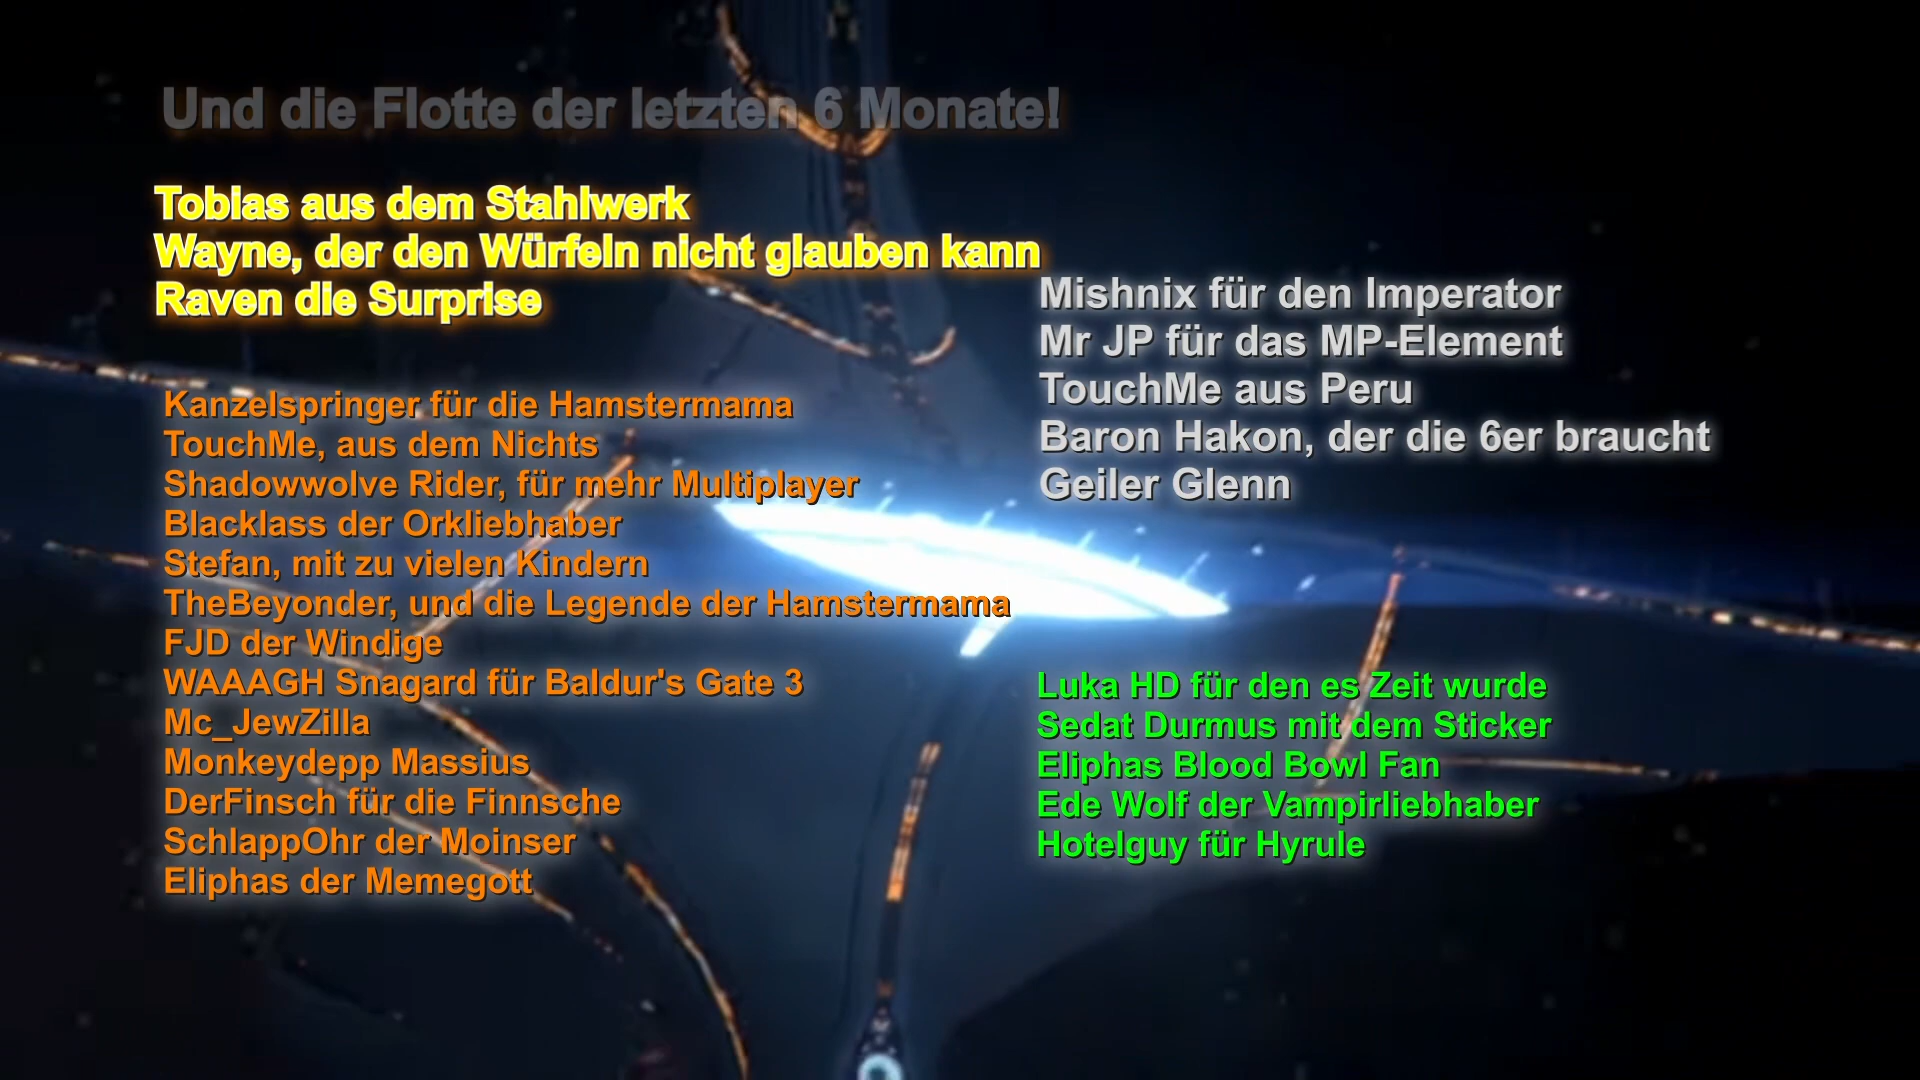 Und die Flotte der letzten 6 Monate!
Tobias aus dem Stahlwerk
Wayne, der den Würfeln nicht glauben kann
Raven die Surprise
Mishnix für den Imperator
Mr JP für das MP-Element
TouchMe aus Peru
Baron Hakon, der die 6er braucht
Geiler Glenn
Kanzelspringer für die Hamstermama
TouchMe, aus dem Nichts
Shadowwolve Rider, für mehr Multiplayer
Blacklass der Orkliebhaber
Stefan, mit zu vielen Kindern
TheBeyonder, und die Legende der Hamstermama
FJD der Windige
WAAAGH Snagard für Baldur's Gate 3
Mc_JewZilla
Monkeydepp Massius
DerFinsch für die Finnsche
SchlappOhr der Moinser
Eliphas der Memegott
Luka HD für den es Zeit wurde
Sedat Durmus mit dem Sticker
Eliphas Blood Bowl Fan
Ede Wolf der Vampirliebhaber
Hotelguy für Hyrule